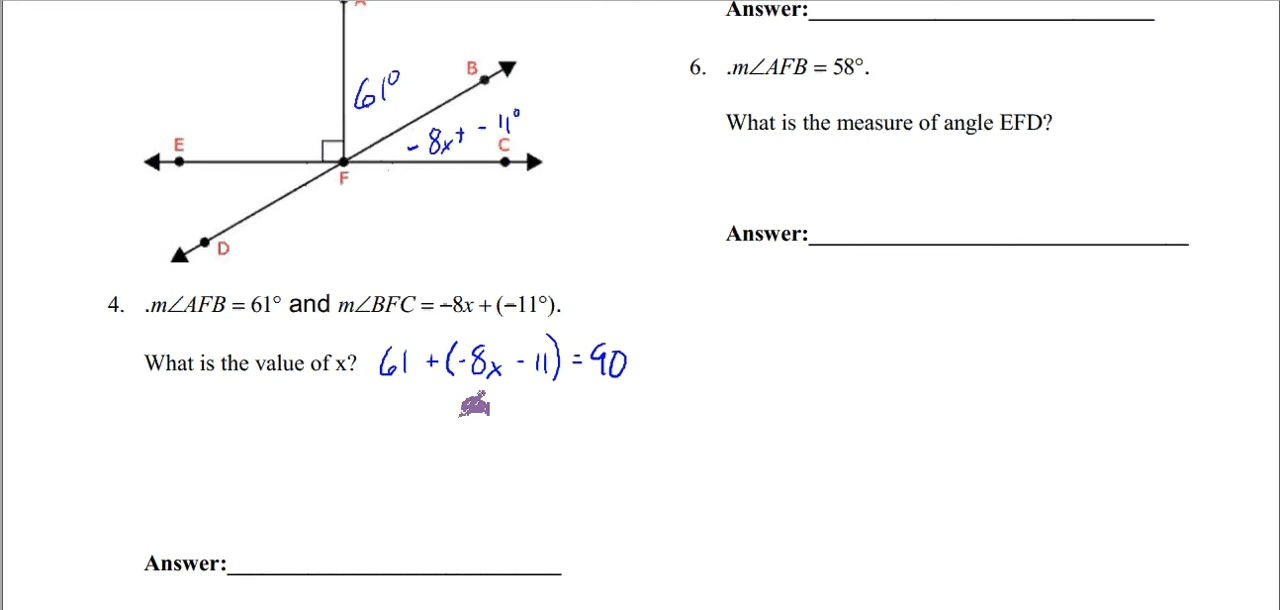 A
61°
B
- 8x + - 11°
E
C
F
D
4. .m∠AFB = 61° and m∠BFC = −8x + (−11°).
What is the value of x? 61 + (-8x - 11) = 90
Answer:
Answer:
6. .m∠AFB = 58°.
What is the measure of angle EFD?
Answer: